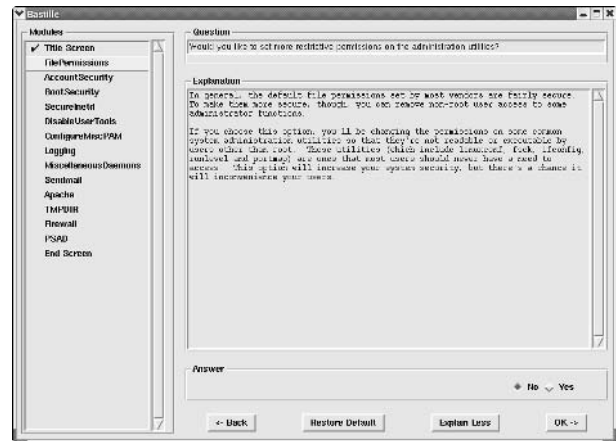 Bastille
Modules
Title Screen
FilePermissions
AccountSecurity
BootSecurity
SecureInetd
DisableUserTools
ConfigureMiscPAM
Logging
MiscellaneousDaemons
Sendmail
Apache
TMPDIR
Firewall
PSAD
End Screen
Question
Would you like to set more restrictive permissions on the administration utilities?
Explanation
In general, the default file permissions set by most vendors are fairly secure.
To make them more secure, though, you can remove non-root user access to some
administrator functions.
If you choose this option, you'll be changing the permissions on some common
system administration utilities so that they're not readable or executable by
users other than root. These utilities (which include linuxconf, fsck, ifconfig,
runlevel and portmap) are ones that most users should never have a need to
access. This option will increase your system security, but there's a chance it
will inconvenience your users.
Answer
No Yes
<- Back Restore Default Explain Less OK ->